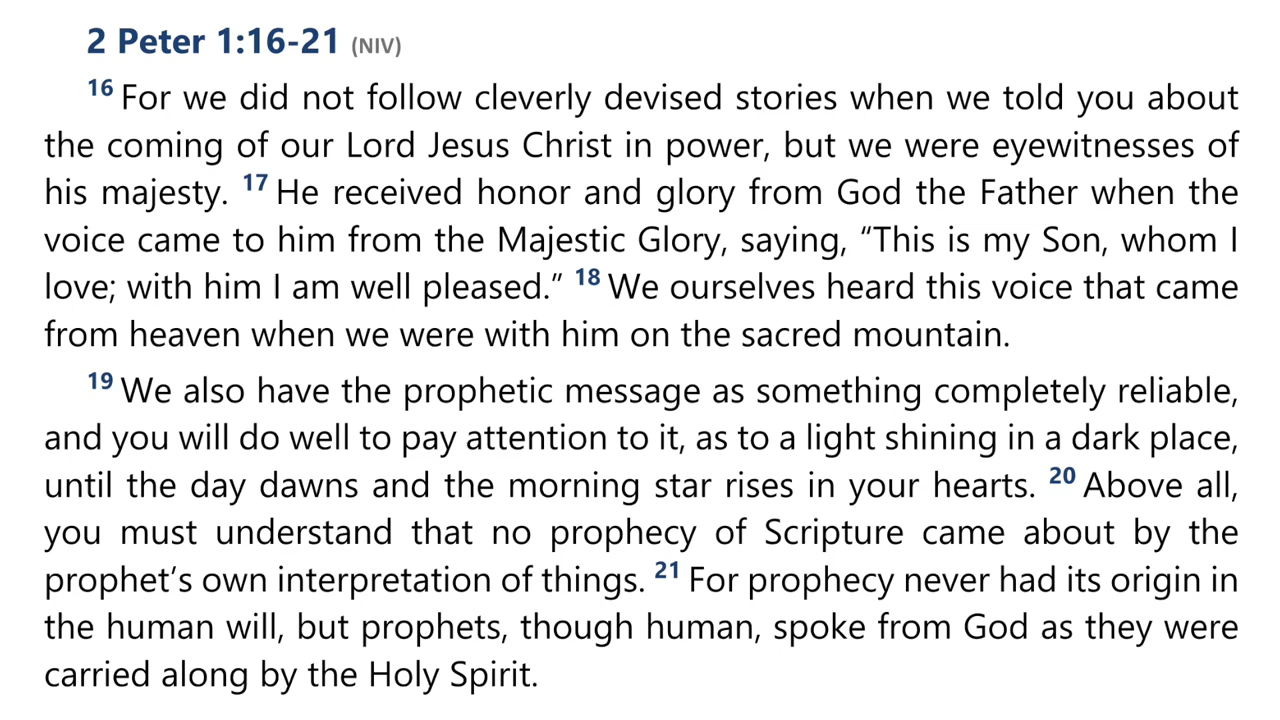 2 Peter 1:16-21 (NIV)
16 For we did not follow cleverly devised stories when we told you about
the coming of our Lord Jesus Christ in power, but we were eyewitnesses of
his majesty. 17 He received honor and glory from God the Father when the
voice came to him from the Majestic Glory, saying, “This is my Son, whom I
love; with him I am well pleased.” 18 We ourselves heard this voice that came
from heaven when we were with him on the sacred mountain.
19 We also have the prophetic message as something completely reliable,
and you will do well to pay attention to it, as to a light shining in a dark place,
until the day dawns and the morning star rises in your hearts. 20 Above all,
you must understand that no prophecy of Scripture came about by the
prophet’s own interpretation of things. 21 For prophecy never had its origin in
the human will, but prophets, though human, spoke from God as they were
carried along by the Holy Spirit.